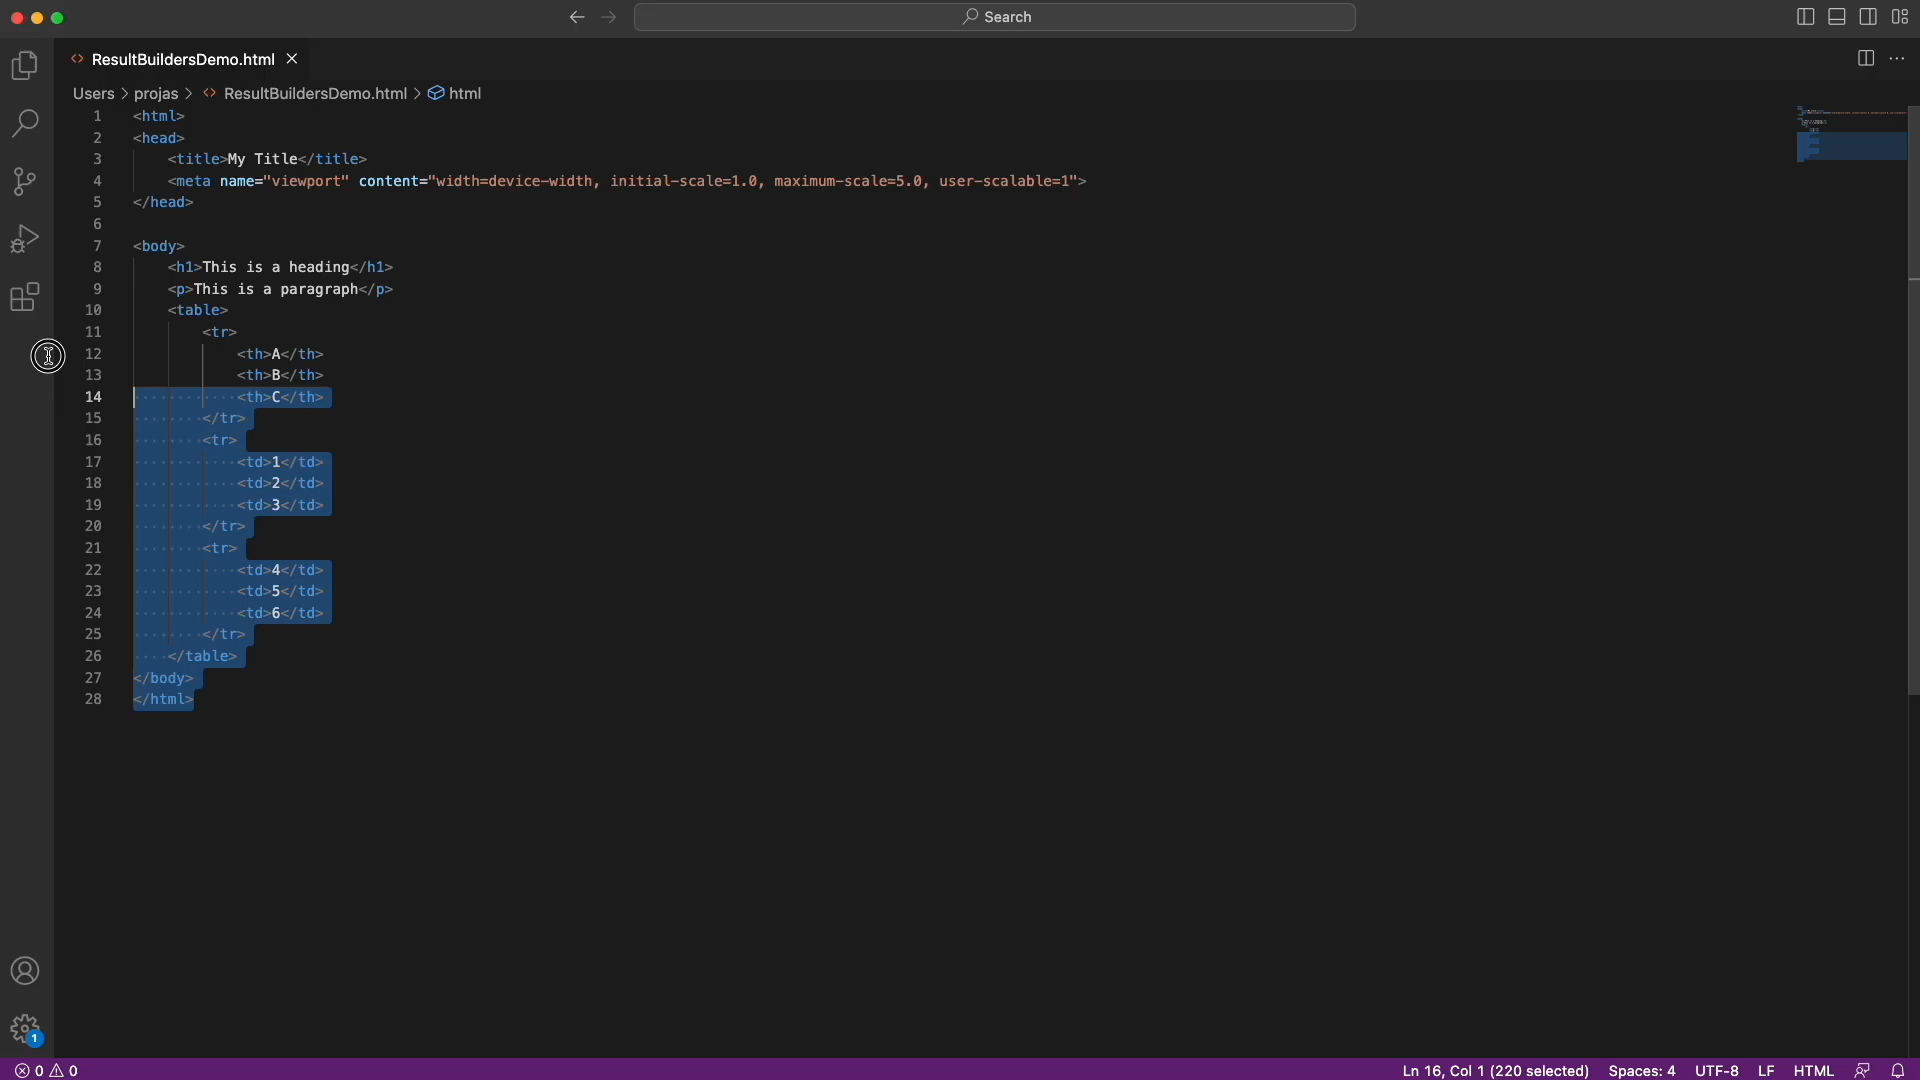 Search
ResultBuildersDemo.html
Users > projas > ResultBuildersDemo.html > html
1 <html>
2 <head>
3 <title>My Title</title>
4 <meta name="viewport" content="width=device-width, initial-scale=1.0, maximum-scale=5.0, user-scalable=1">
5 </head>
6
7 <body>
8 <h1>This is a heading</h1>
9 <p>This is a paragraph</p>
10 <table>
11 <tr>
12 <th>A</th>
13 <th>B</th>
14 <th>C</th>
15 </tr>
16 <tr>
17 <td>1</td>
18 <td>2</td>
19 <td>3</td>
20 </tr>
21 <tr>
22 <td>4</td>
23 <td>5</td>
24 <td>6</td>
25 </tr>
26 </table>
27 </body>
28 </html>
1
0 0 Ln 16, Col 1 (220 selected) Spaces: 4 UTF-8 LF HTML